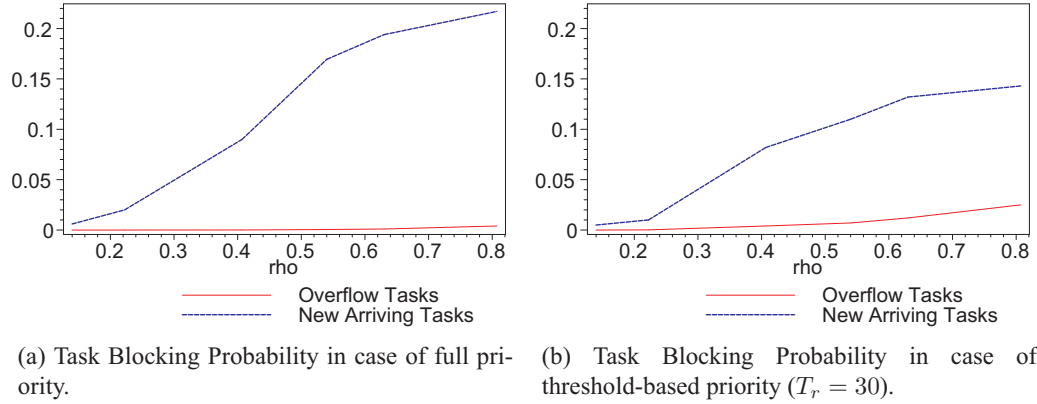 0.2
0.15
0.1
0.05
0
0.2 0.3 0.4 0.5 0.6 0.7 0.8
rho
Overflow Tasks
New Arriving Tasks
(a) Task Blocking Probability in case of full pri-
ority.
0.2
0.15
0.1
0.05
0
0.2 0.3 0.4 0.5 0.6 0.7 0.8
rho
Overflow Tasks
New Arriving Tasks
(b) Task Blocking Probability in case of
threshold-based priority (T_r = 30).